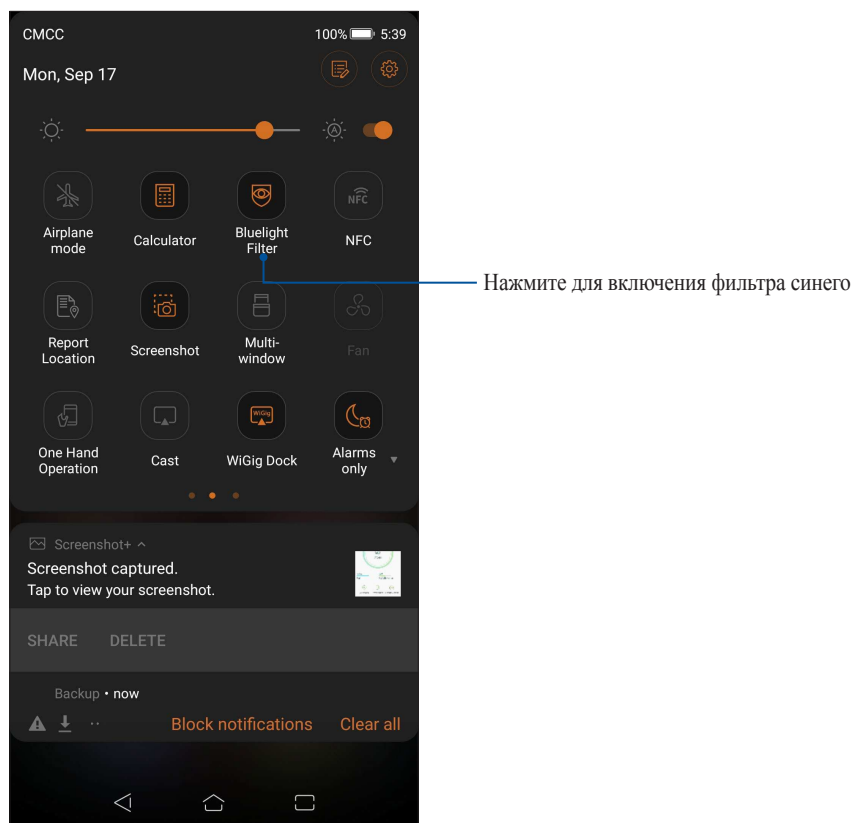 CMCC 100% 5:39
Mon, Sep 17
A
NFC
Airplane mode Calculator Bluelight Filter NFC
Нажмите для включения фильтра синего
Report Location Screenshot Multi-window Fan
WiGig
One Hand Operation Cast WiGig Dock Alarms only
Screenshot+
Screenshot captured.
Tap to view your screenshot.
SHARE DELETE
Backup • now
Block notifications Clear all